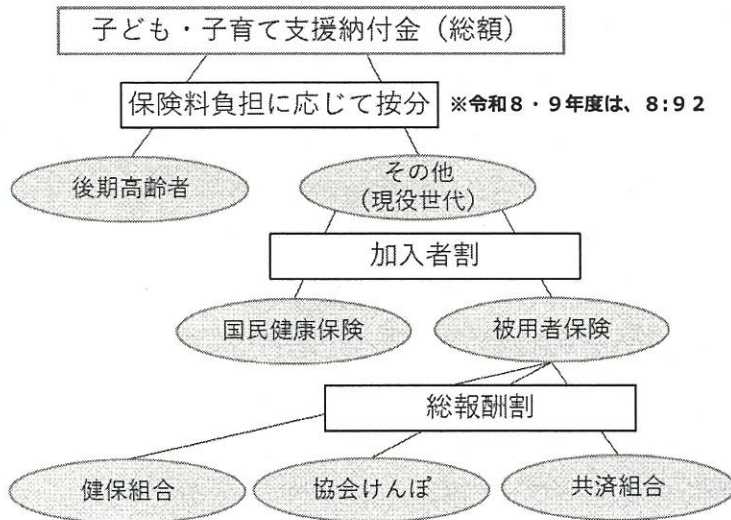 子ども・子育て支援納付金（総額）
保険料負担に応じて按分
※令和８・９年度は、８:９２
後期高齢者
その他
（現役世代）
加入者割
国民健康保険
被用者保険
総報酬割
健保組合
協会けんぽ
共済組合